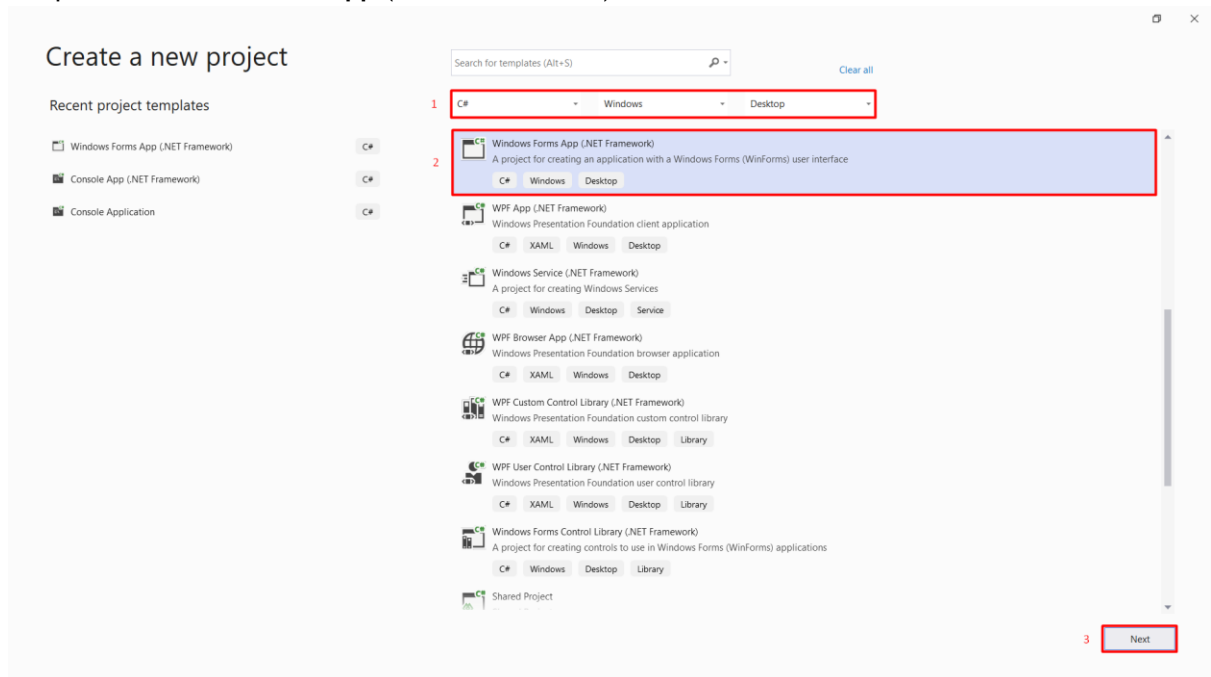 Create a new project
Search for templates (Alt+S)
Clear all
Recent project templates
1
C# Windows Desktop
Windows Forms App (.NET Framework) C#
Console App (.NET Framework) C#
Console Application C#
2
Windows Forms App (.NET Framework)
A project for creating an application with a Windows Forms (WinForms) user interface
C# Windows Desktop
WPF App (.NET Framework)
Windows Presentation Foundation client application
C# XAML Windows Desktop
Windows Service (.NET Framework)
A project for creating Windows Services
C# Windows Desktop Service
WPF Browser App (.NET Framework)
Windows Presentation Foundation browser application
C# XAML Windows Desktop
WPF Custom Control Library (.NET Framework)
Windows Presentation Foundation custom control library
C# XAML Windows Desktop Library
WPF User Control Library (.NET Framework)
Windows Presentation Foundation user control library
C# XAML Windows Desktop Library
Windows Forms Control Library (.NET Framework)
A project for creating controls to use in Windows Forms (WinForms) applications
C# Windows Desktop Library
Shared Project
3 Next